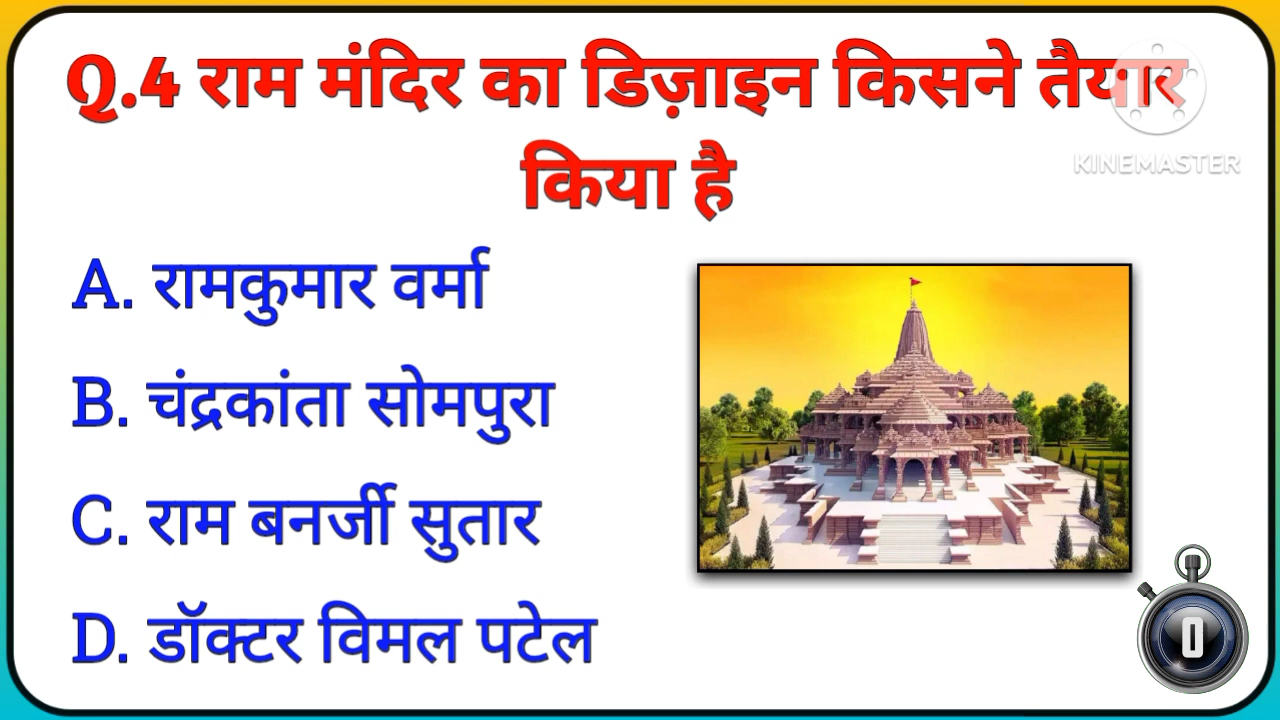 Q.4 राम मंदिर का डिज़ाइन किसने तैयार
किया है
KINEMASTER
A. रामकुमार वर्मा
B. चंद्रकांता सोमपुरा
C. राम बनर्जी सुतार
D. डॉक्टर विमल पटेल
0